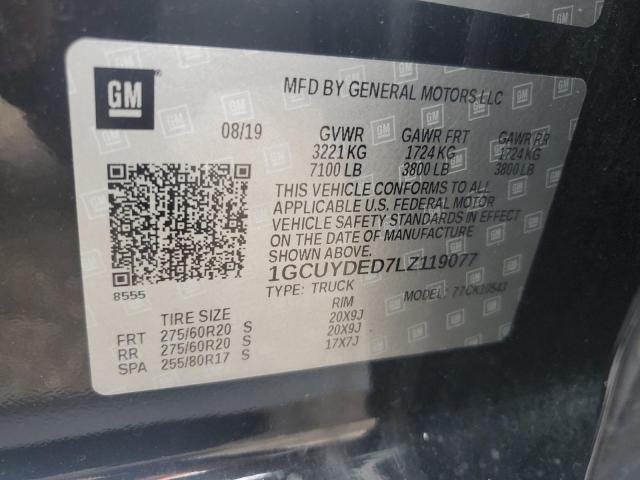 GM
MFD BY GENERAL MOTORS LLC
08/19 GVWR GAWR FRT GAWR RR
3221 KG 1724 KG 1724 KG
7100 LB 3800 LB 3800 LB
THIS VEHICLE CONFORMS TO ALL
APPLICABLE U.S. FEDERAL MOTOR
VEHICLE SAFETY STANDARDS IN EFFECT
ON THE DATE OF MANUFACTURE
SHOWN ABOVE.
1GCUYDED7LZ119077
8555
TYPE: TRUCK MODEL: 77CK10543
TIRE SIZE RIM
FRT 275/60R20 S 20X9J
RR 275/60R20 S 20X9J
SPA 255/80R17 S 17X7J